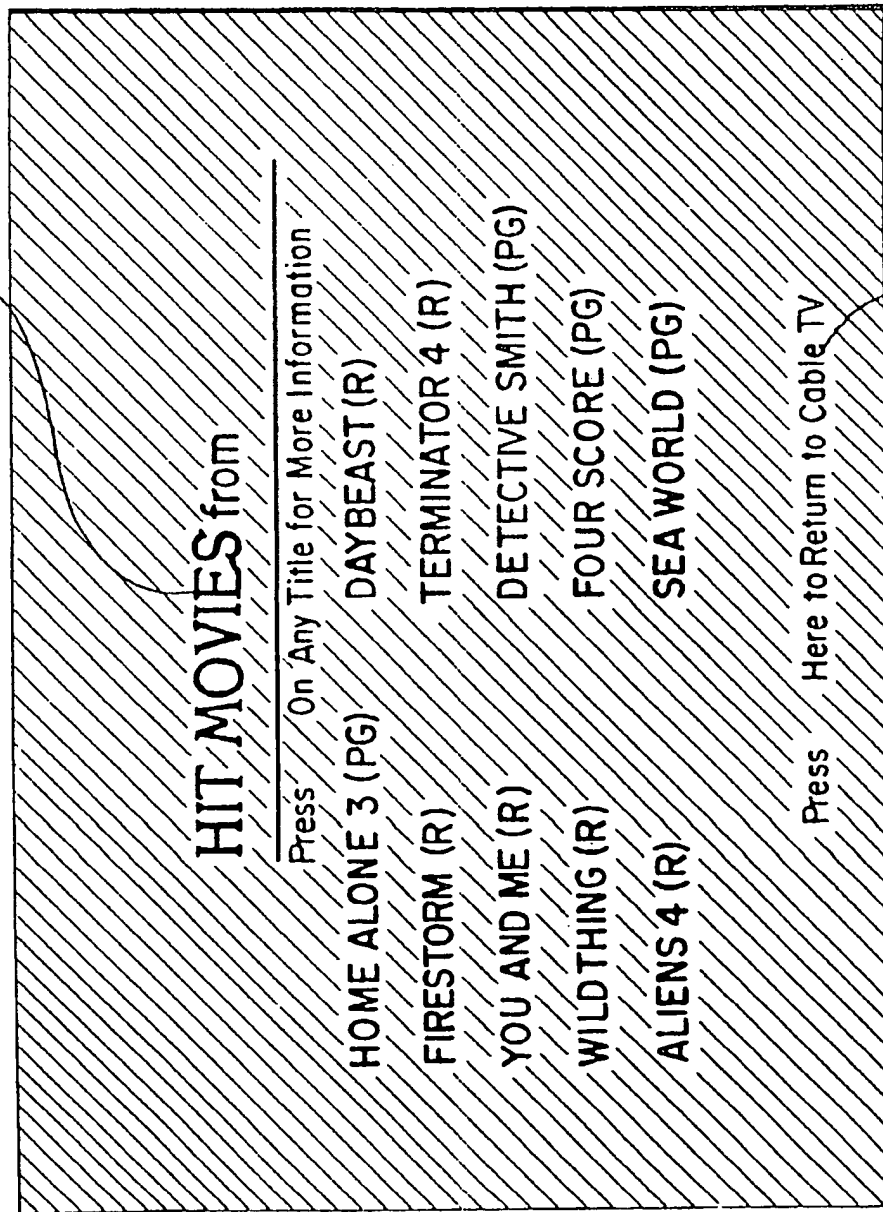 HIT MOVIES from
Press On Any Title for More Information
HOME ALONE 3 (PG) DAYBEAST (R)
FIRESTORM (R) TERMINATOR 4 (R)
YOU AND ME (R) DETECTIVE SMITH (PG)
WILD THING (R) FOUR SCORE (PG)
ALIENS 4 (R) SEA WORLD (PG)
Press Here to Return to Cable TV